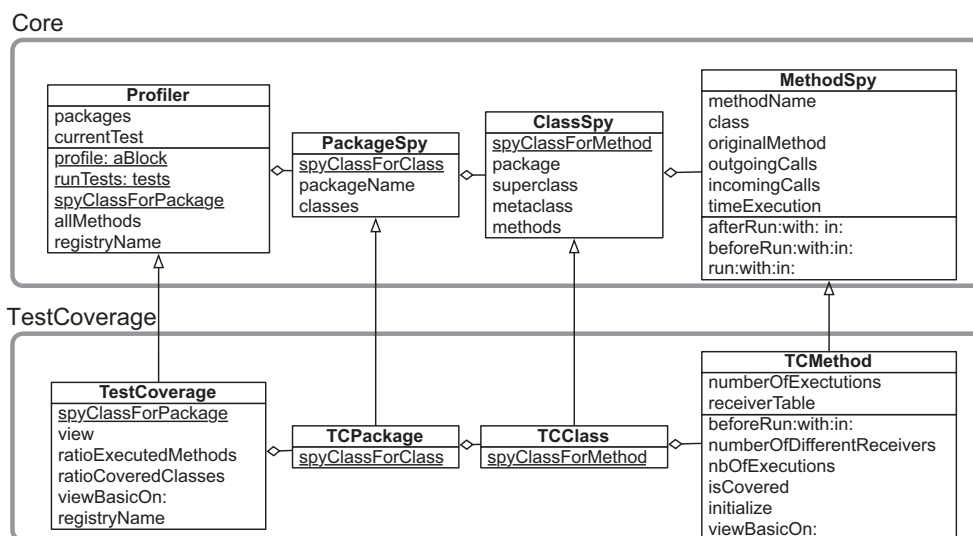 Core
Profiler
packages
currentTest
profile: aBlock
runTests: tests
spyClassForPackage
allMethods
registryName
PackageSpy
spyClassForClass
packageName
classes
ClassSpy
spyClassForMethod
package
superclass
metaclass
methods
MethodSpy
methodName
class
originalMethod
outgoingCalls
incomingCalls
timeExecution
afterRun:with: in:
beforeRun:with:in:
run:with:in:
TestCoverage
TestCoverage
spyClassForPackage
view
ratioExecutedMethods
ratioCoveredClasses
viewBasicOn:
registryName
TCPackage
spyClassForClass
TCClass
spyClassForMethod
TCMethod
numberOfExectutions
receiverTable
beforeRun:with:in:
numberOfDifferentReceivers
nbOfExecutions
isCovered
initialize
viewBasicOn: